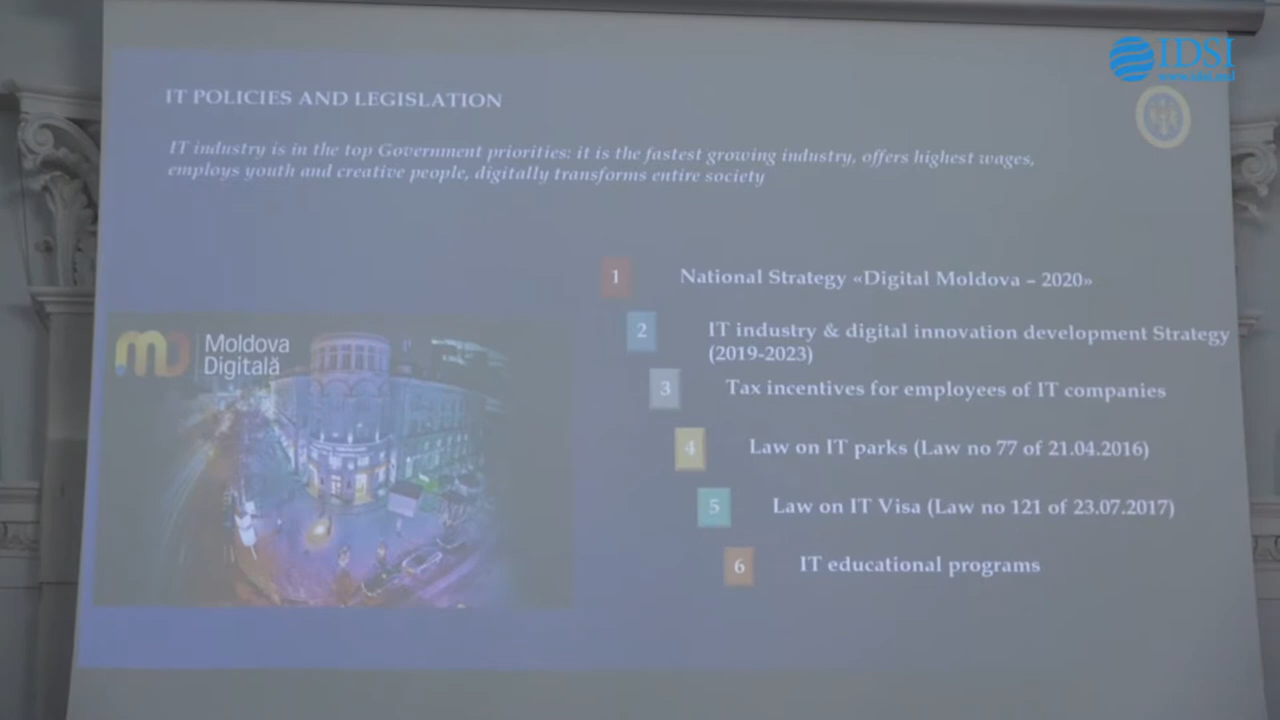 IDSI
www.idsi.md
IT POLICIES AND LEGISLATION
IT industry is in the top Government priorities: it is the fastest growing industry, offers highest wages,
employs youth and creative people, digitally transforms entire society
1 National Strategy «Digital Moldova – 2020»
2 IT industry & digital innovation development Strategy
(2019-2023)
3 Tax incentives for employees of IT companies
4 Law on IT parks (Law no 77 of 21.04.2016)
5 Law on IT Visa (Law no 121 of 23.07.2017)
6 IT educational programs
MD Moldova
Digitală